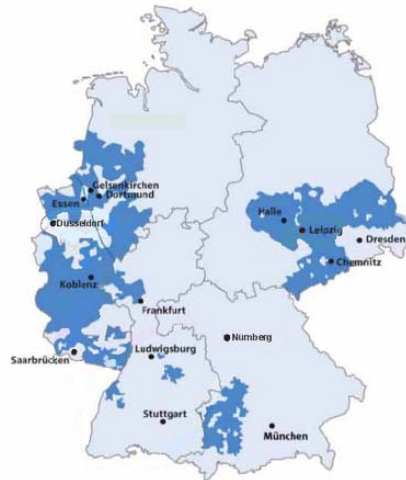 Gelsenkirchen
Essen
Dortmund
Düsseldorf
Halle
Leipzig
Dresden
Chemnitz
Koblenz
Frankfurt
Nürnberg
Saarbrücken
Ludwigsburg
Stuttgart
München